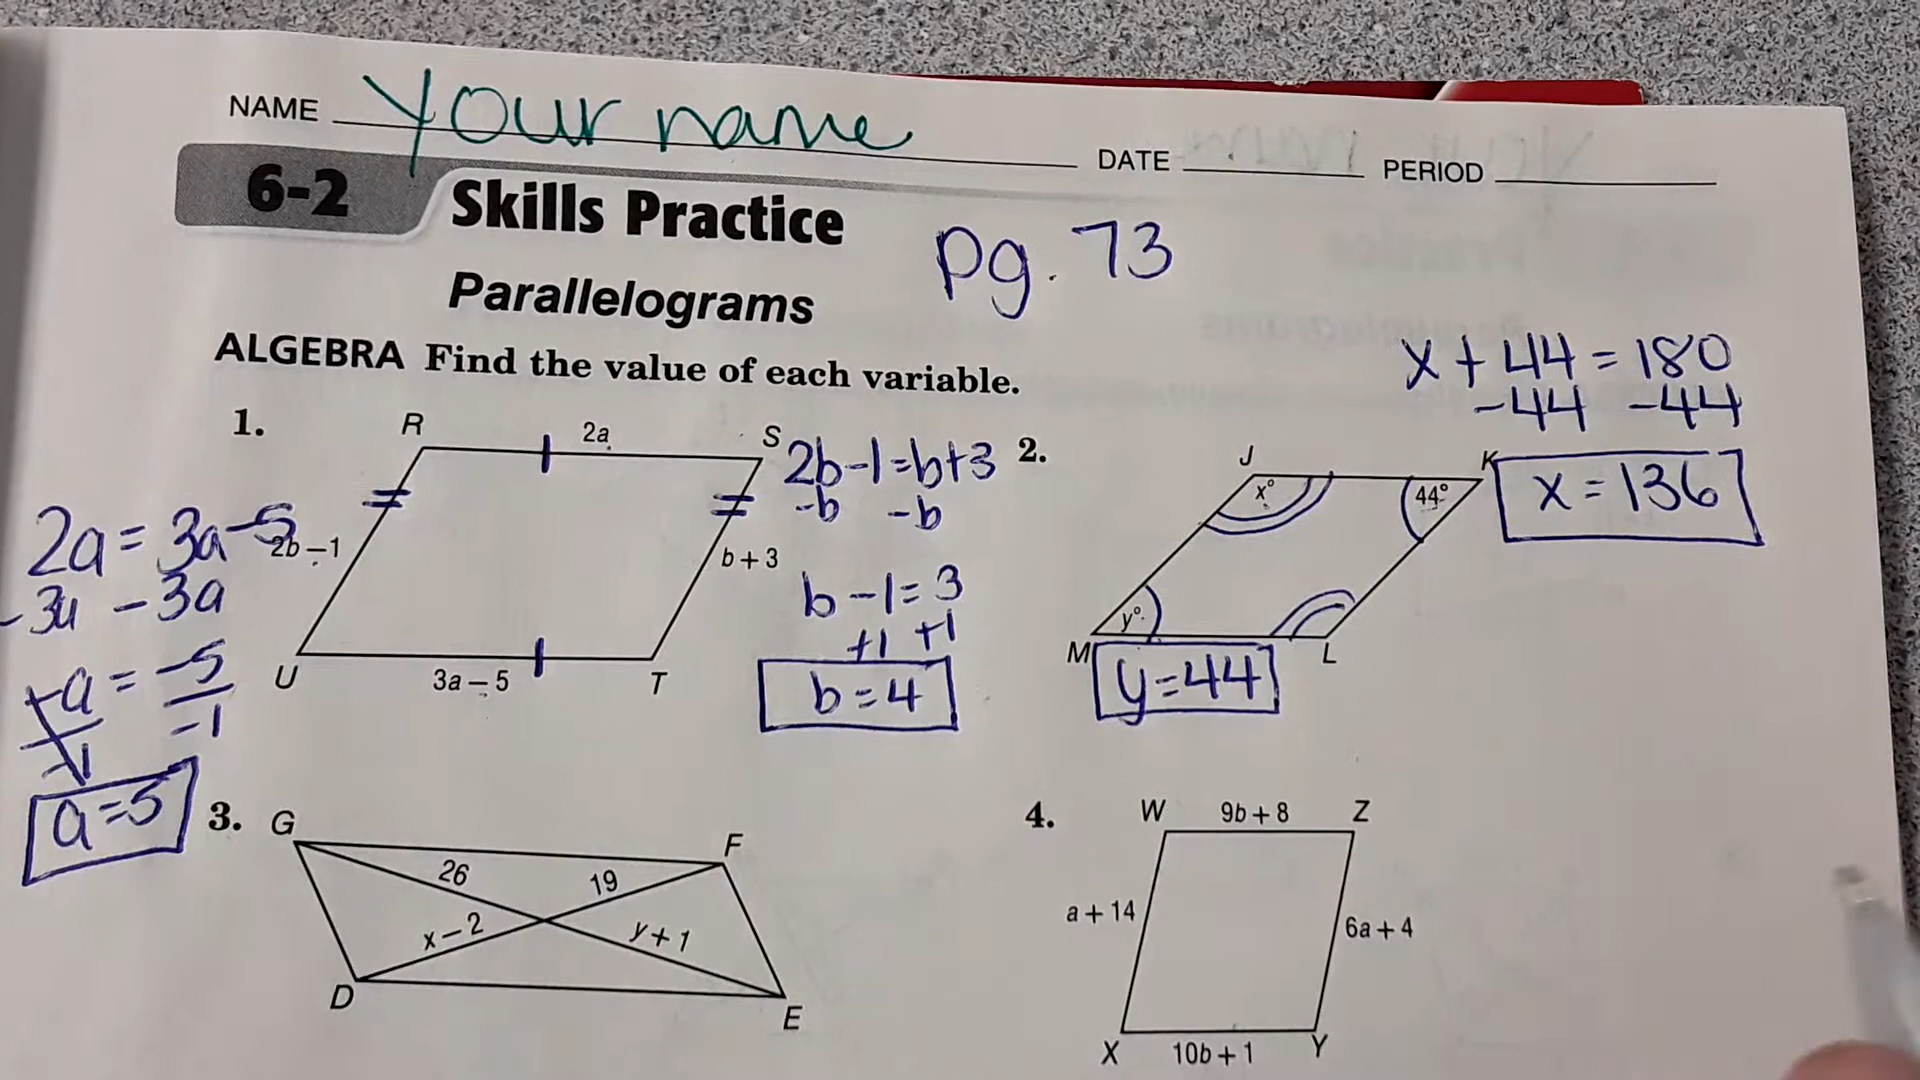 NAME Your name DATE PERIOD
6-2 Skills Practice pg. 73
Parallelograms
ALGEBRA Find the value of each variable.
x + 44 = 180
-44 -44
x = 136
1.
R 2a S
2b - 1
b + 3
U 3a - 5 T
2a = 3a - 5
-3a -3a
-a = -5
-1 -1
a = 5
2b - 1 = b + 3
-b -b
b - 1 = 3
+1 +1
b = 4
2.
J K
x° 44°
y°
M L
y = 44
3. G F
26 19
x - 2 y + 1
D E
4. W 9b + 8 Z
a + 14 6a + 4
X 10b + 1 Y